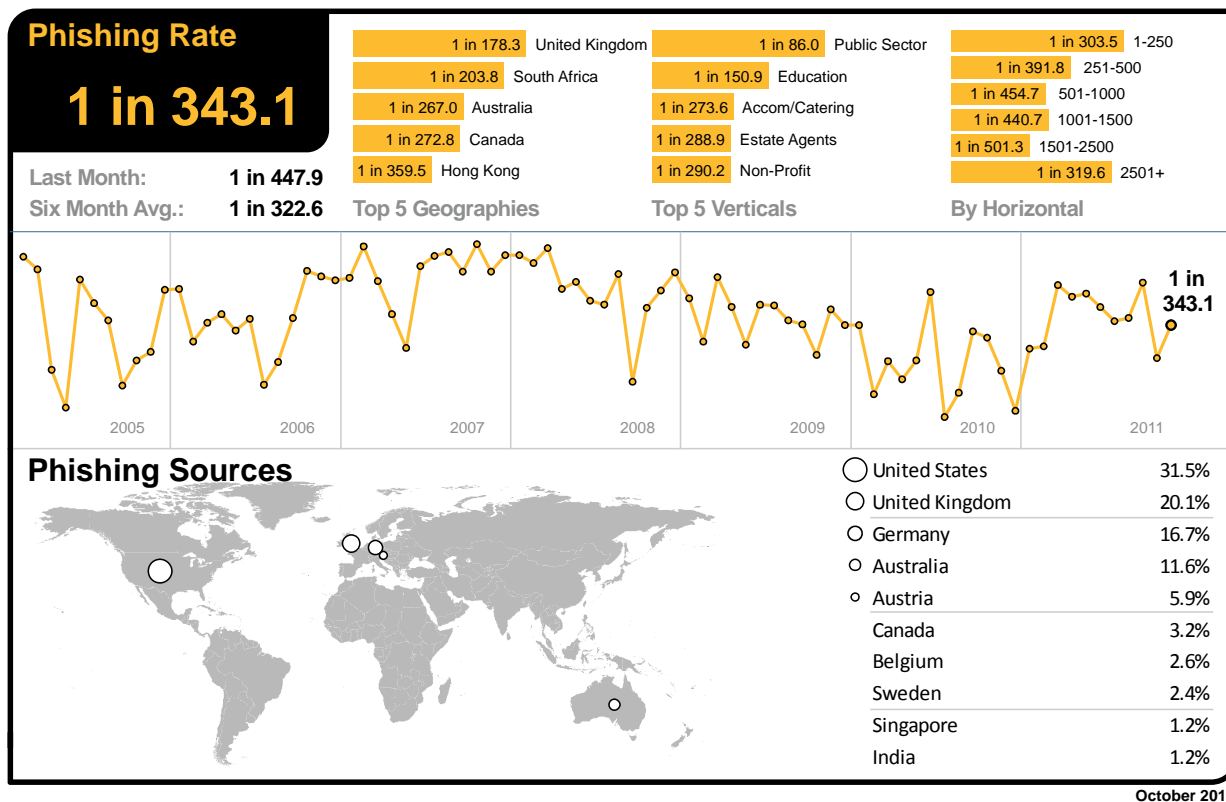 Phishing Rate
1 in 343.1
Last Month: 1 in 447.9
Six Month Avg.: 1 in 322.6
1 in 178.3 United Kingdom
1 in 203.8 South Africa
1 in 267.0 Australia
1 in 272.8 Canada
1 in 359.5 Hong Kong
Top 5 Geographies
1 in 86.0 Public Sector
1 in 150.9 Education
1 in 273.6 Accom/Catering
1 in 288.9 Estate Agents
1 in 290.2 Non-Profit
Top 5 Verticals
1 in 303.5 1-250
1 in 391.8 251-500
1 in 454.7 501-1000
1 in 440.7 1001-1500
1 in 501.3 1501-2500
1 in 319.6 2501+
By Horizontal
1 in
343.1
2005 2006 2007 2008 2009 2010 2011
Phishing Sources
United States 31.5%
United Kingdom 20.1%
Germany 16.7%
Australia 11.6%
Austria 5.9%
Canada 3.2%
Belgium 2.6%
Sweden 2.4%
Singapore 1.2%
India 1.2%
October 201